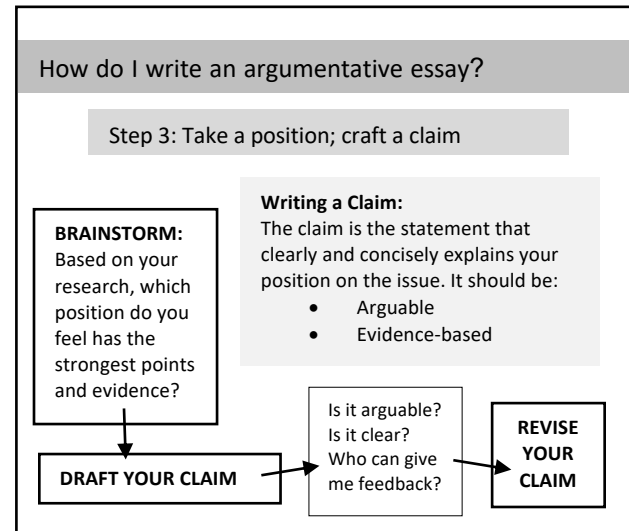 How do I write an argumentative essay?
Step 3: Take a position; craft a claim
BRAINSTORM:
Based on your
research, which
position do you
feel has the
strongest points
and evidence?
Writing a Claim:
The claim is the statement that
clearly and concisely explains your
position on the issue. It should be:
• Arguable
• Evidence-based
DRAFT YOUR CLAIM
Is it arguable?
Is it clear?
Who can give
me feedback?
REVISE
YOUR
CLAIM